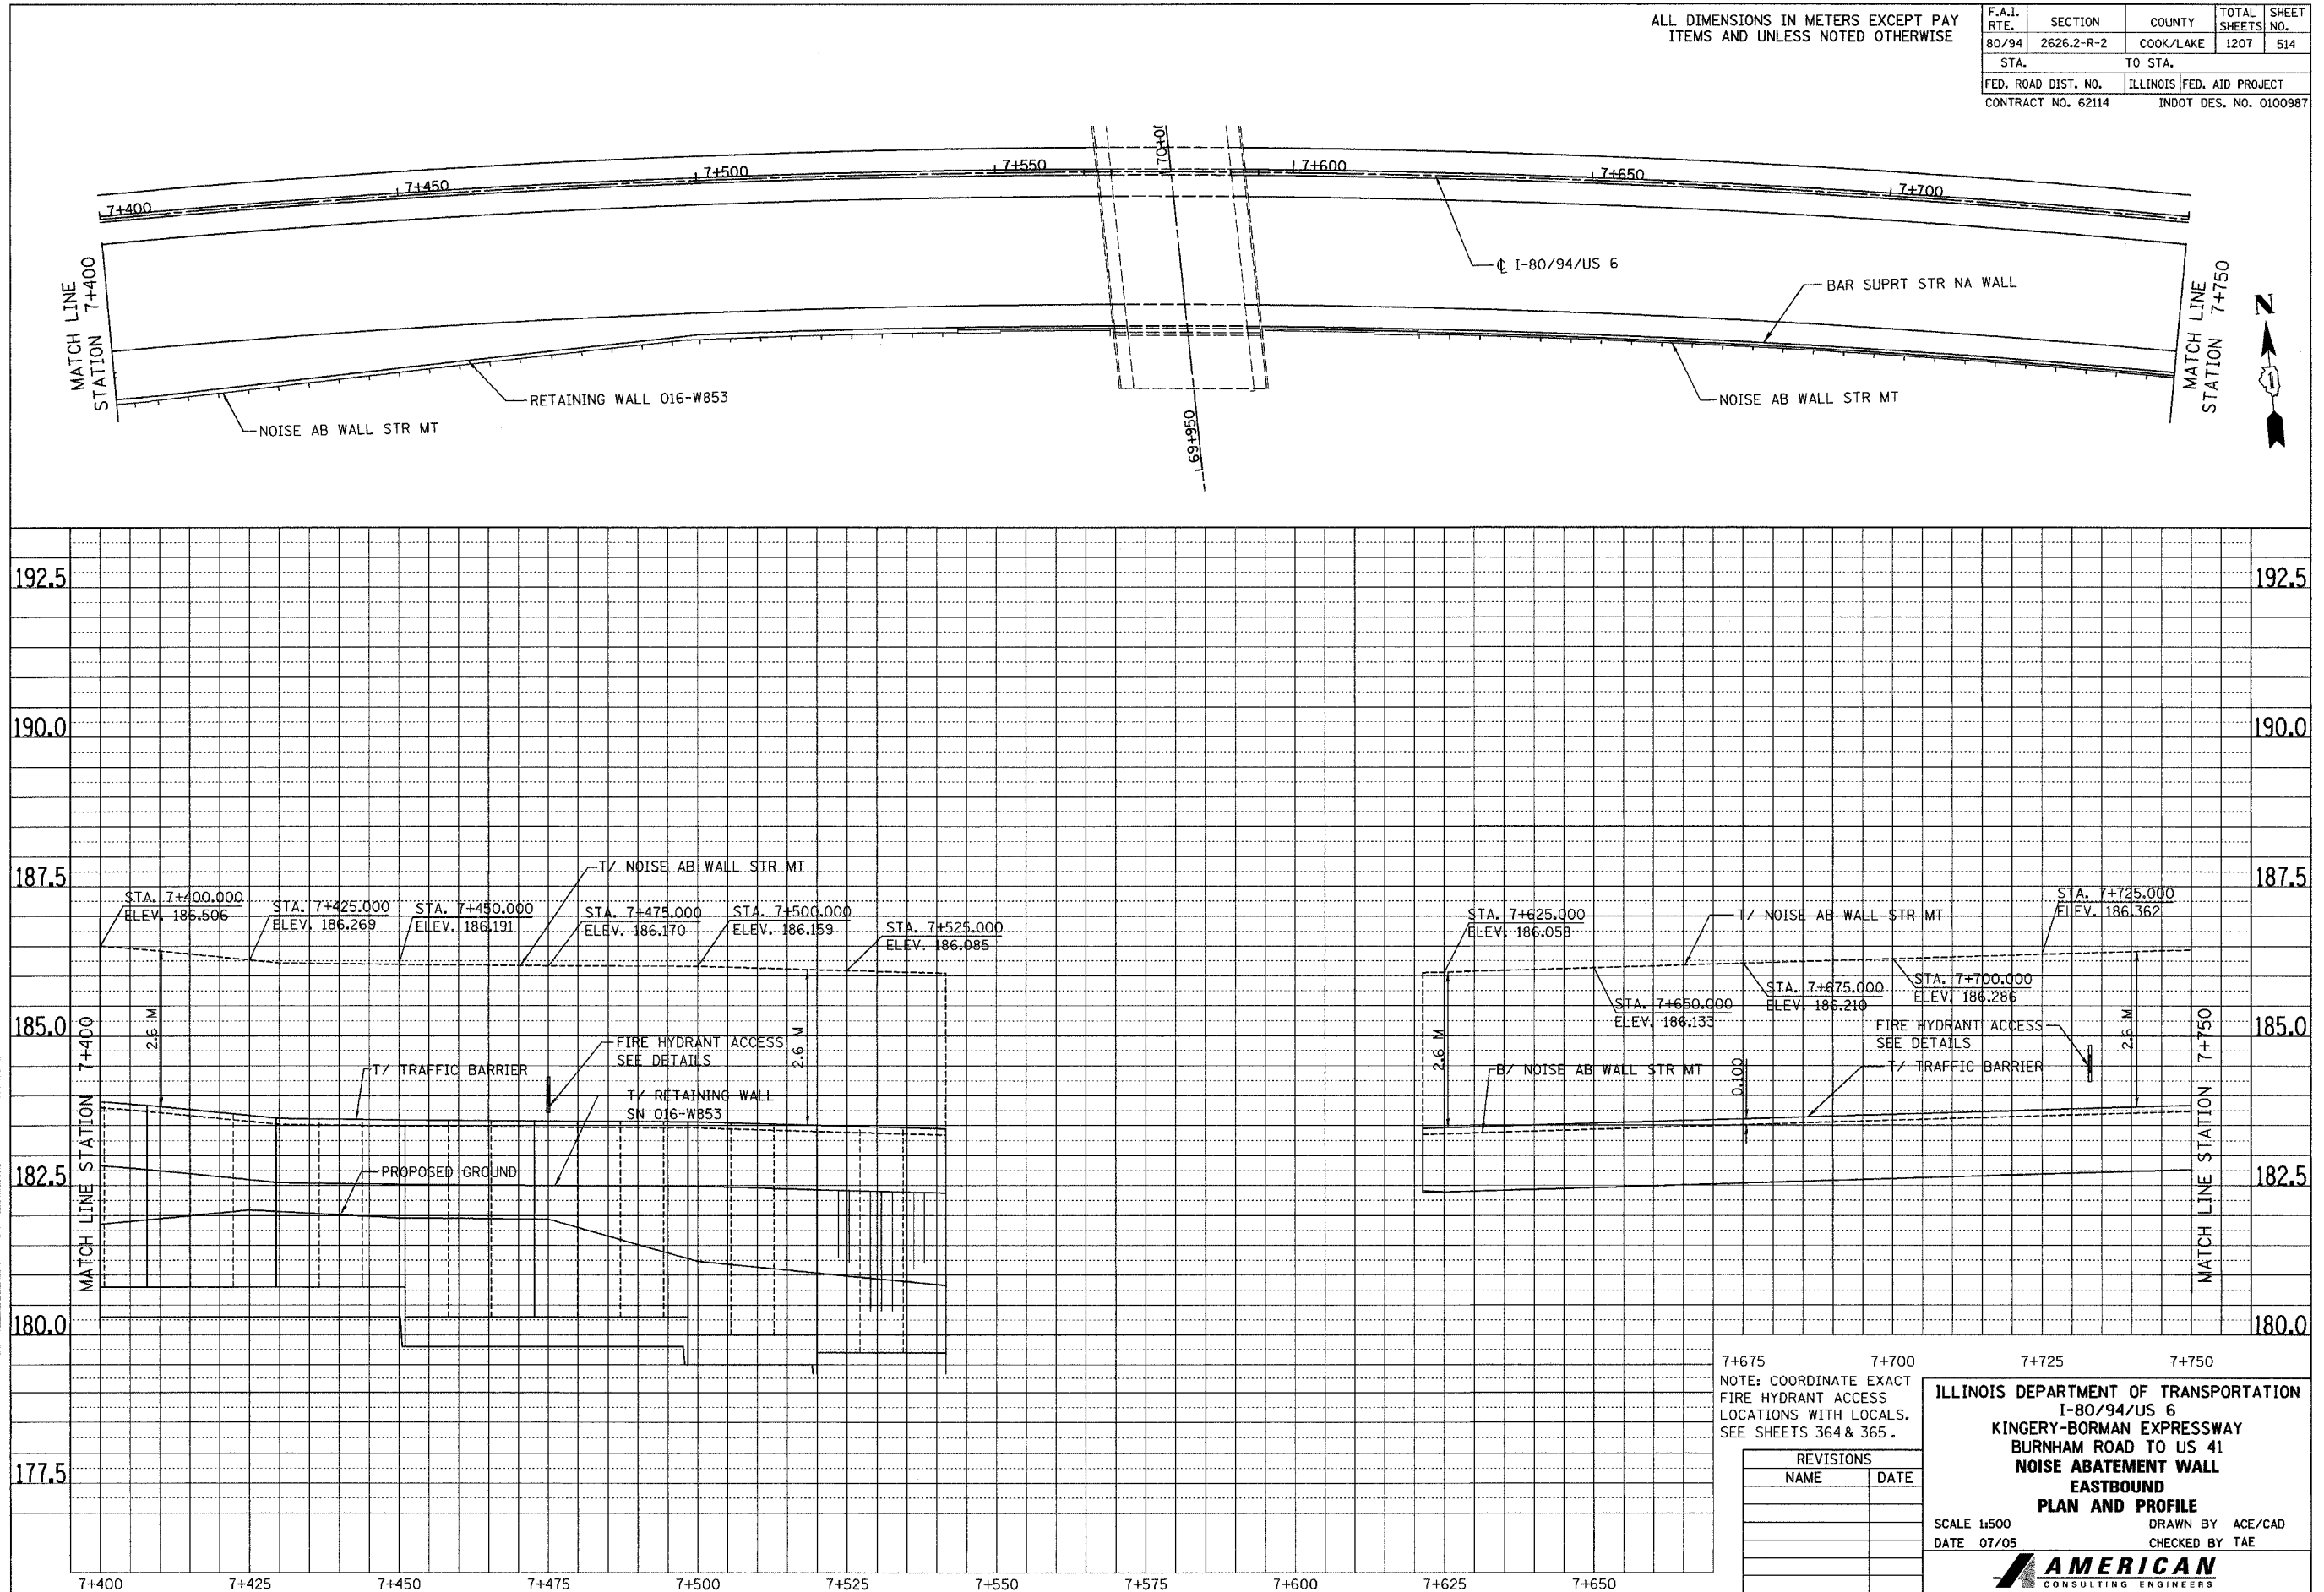 ALL DIMENSIONS IN METERS EXCEPT PAY
ITEMS AND UNLESS NOTED OTHERWISE
F.A.I. RTE. SECTION COUNTY TOTAL SHEETS SHEET NO.
80/94 2626.2-R-2 COOK/LAKE 1207 514
STA. TO STA.
FED. ROAD DIST. NO. ILLINOIS FED. AID PROJECT
CONTRACT NO. 62114 INDOT DES. NO. 0100987
7+400
7+450
7+500
7+550
70+00
7+600
7+650
7+700
MATCH LINE
STATION 7+400
℄ I-80/94/US 6
BAR SUPRT STR NA WALL
MATCH LINE
STATION 7+750
N
1
RETAINING WALL 016-W853
NOISE AB WALL STR MT
NOISE AB WALL STR MT
69+950
192.5 192.5
190.0 190.0
187.5 187.5
185.0 185.0
182.5 182.5
180.0 180.0
177.5
T/ NOISE AB WALL STR MT
STA. 7+400.000
ELEV. 186.506
STA. 7+425.000
ELEV. 186.269
STA. 7+450.000
ELEV. 186.191
STA. 7+475.000
ELEV. 186.170
STA. 7+500.000
ELEV. 186.159
STA. 7+525.000
ELEV. 186.085
STA. 7+625.000
ELEV. 186.058
T/ NOISE AB WALL STR MT
STA. 7+725.000
ELEV. 186.362
STA. 7+650.000
ELEV. 186.133
STA. 7+675.000
ELEV. 186.210
STA. 7+700.000
ELEV. 186.286
2.6 M
2.6 M
2.6 M
2.6 M
FIRE HYDRANT ACCESS
SEE DETAILS
FIRE HYDRANT ACCESS
SEE DETAILS
T/ TRAFFIC BARRIER
T/ RETAINING WALL
SN 016-W853
B/ NOISE AB WALL STR MT
0.100
T/ TRAFFIC BARRIER
PROPOSED GROUND
MATCH LINE STATION 7+400
MATCH LINE STATION 7+750
7+675 7+700 7+725 7+750
NOTE: COORDINATE EXACT
FIRE HYDRANT ACCESS
LOCATIONS WITH LOCALS.
SEE SHEETS 364 & 365.
REVISIONS
NAME DATE
ILLINOIS DEPARTMENT OF TRANSPORTATION
I-80/94/US 6
KINGERY-BORMAN EXPRESSWAY
BURNHAM ROAD TO US 41
NOISE ABATEMENT WALL
EASTBOUND
PLAN AND PROFILE
SCALE 1:500 DRAWN BY ACE/CAD
DATE 07/05 CHECKED BY TAE
AMERICAN
CONSULTING ENGINEERS
7+400 7+425 7+450 7+475 7+500 7+525 7+550 7+575 7+600 7+625 7+650